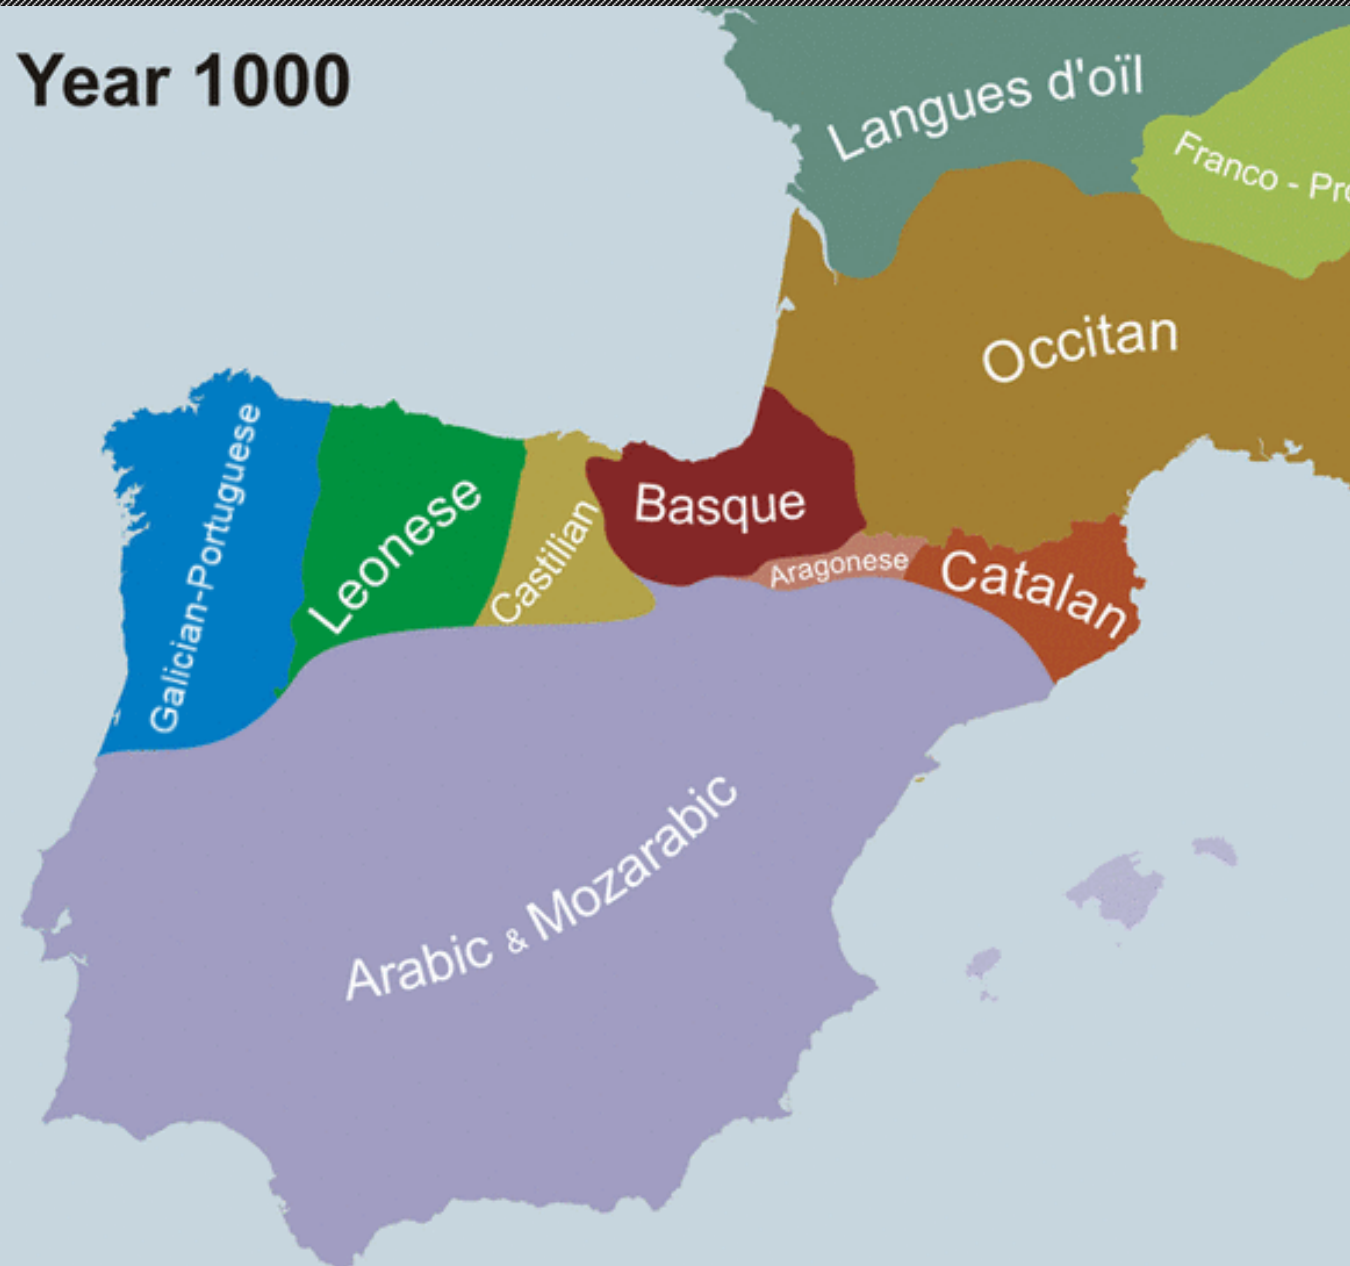 Year 1000
Langues d'oïl
Franco - Pro
Occitan
Galician-Portuguese
Leonese
Castilian
Basque
Aragonese
Catalan
Arabic & Mozarabic